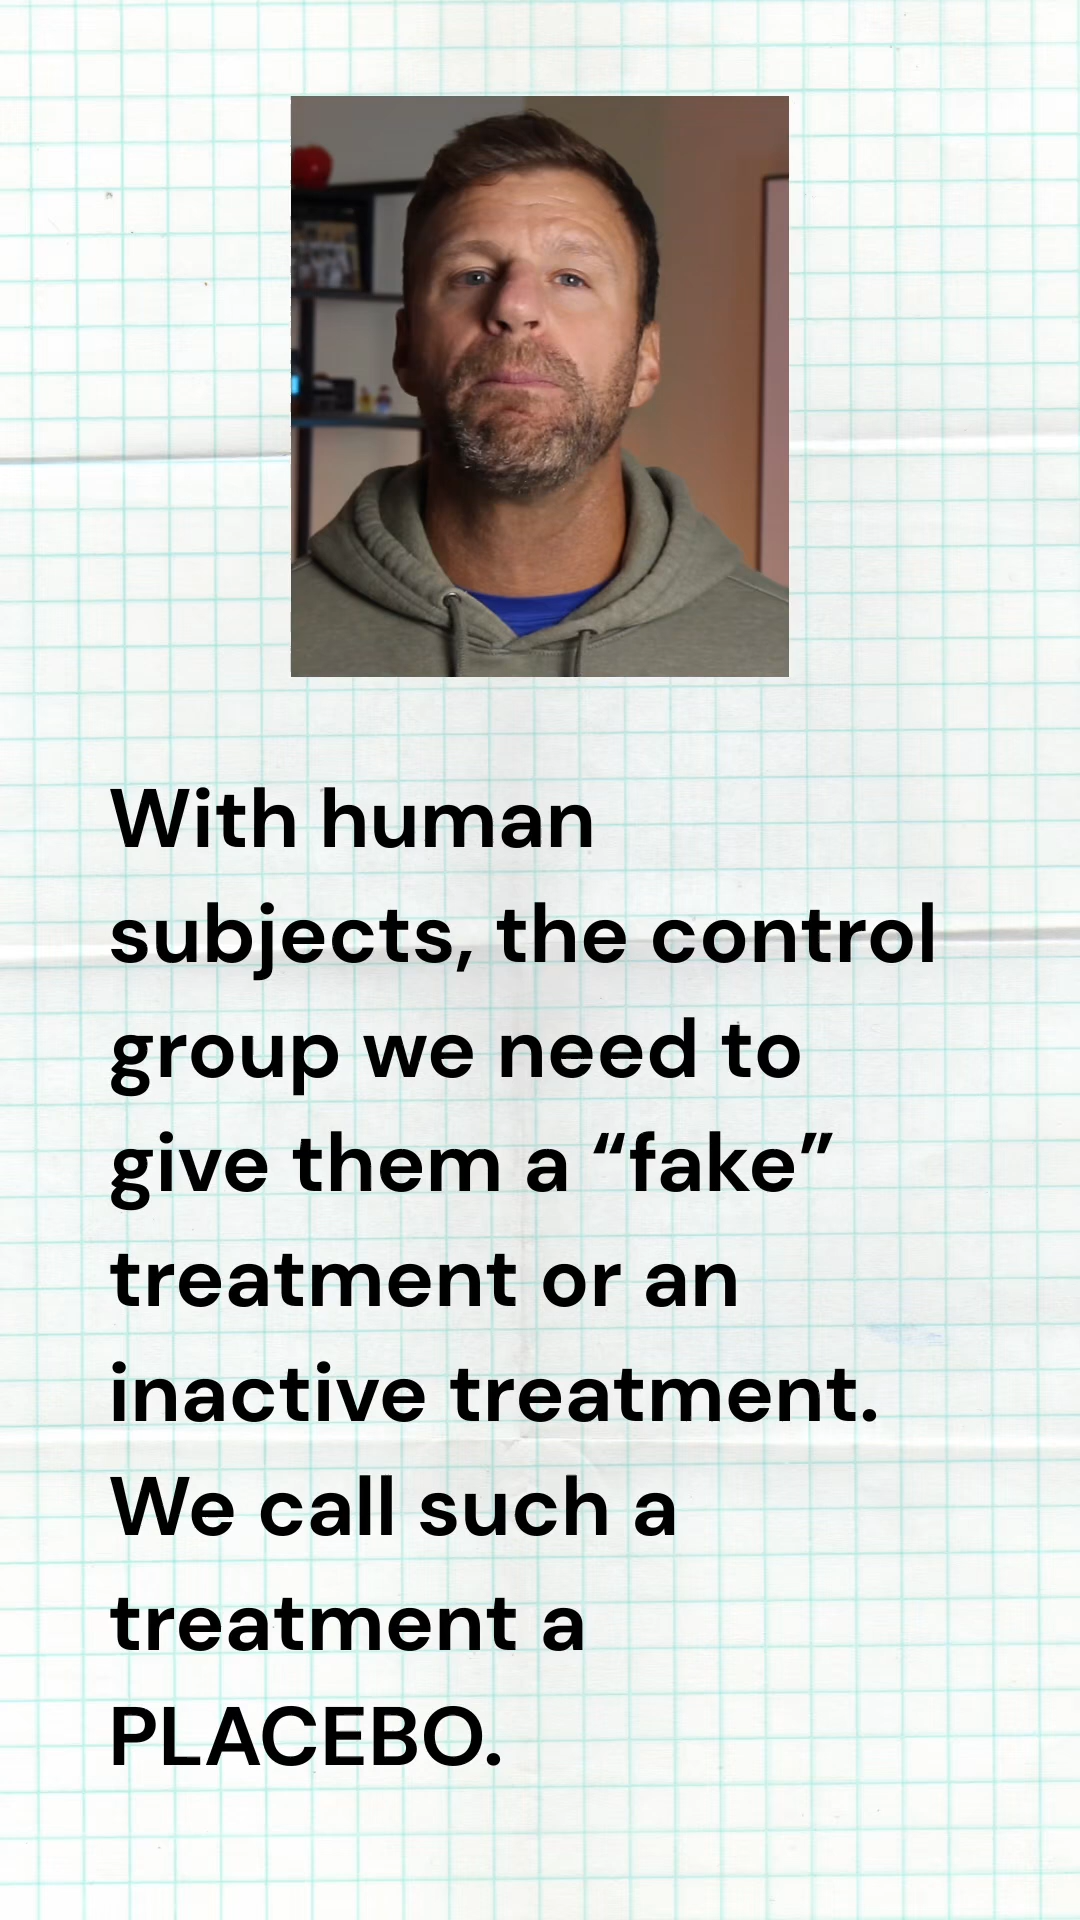 With human
subjects, the control
group we need to
give them a “fake”
treatment or an
inactive treatment.
We call such a
treatment a
PLACEBO.